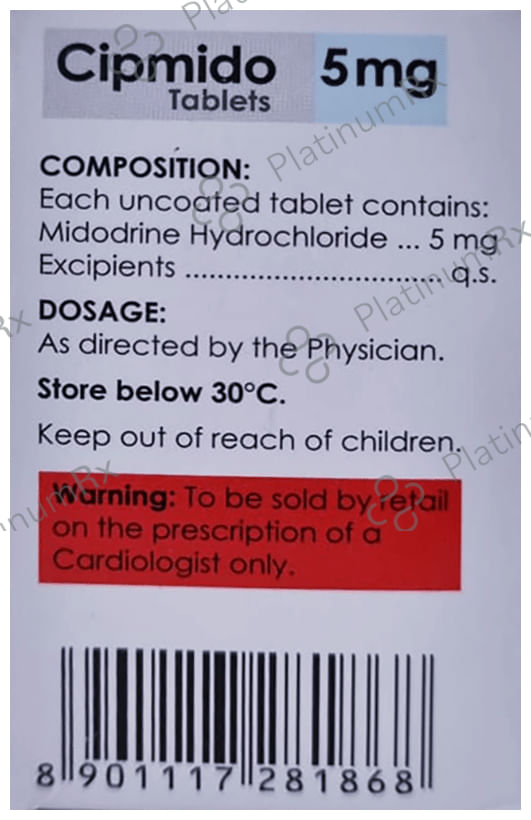 Cipmido 5mg
Tablets
COMPOSITION:
Each uncoated tablet contains:
Midodrine Hydrochloride ... 5 mg
Excipients ................................ q.s.
DOSAGE:
As directed by the Physician.
Store below 30°C.
Keep out of reach of children.
Warning: To be sold by retail
on the prescription of a
Cardiologist only.
8 901117 281868
PlatinumRx
PlatinumRx